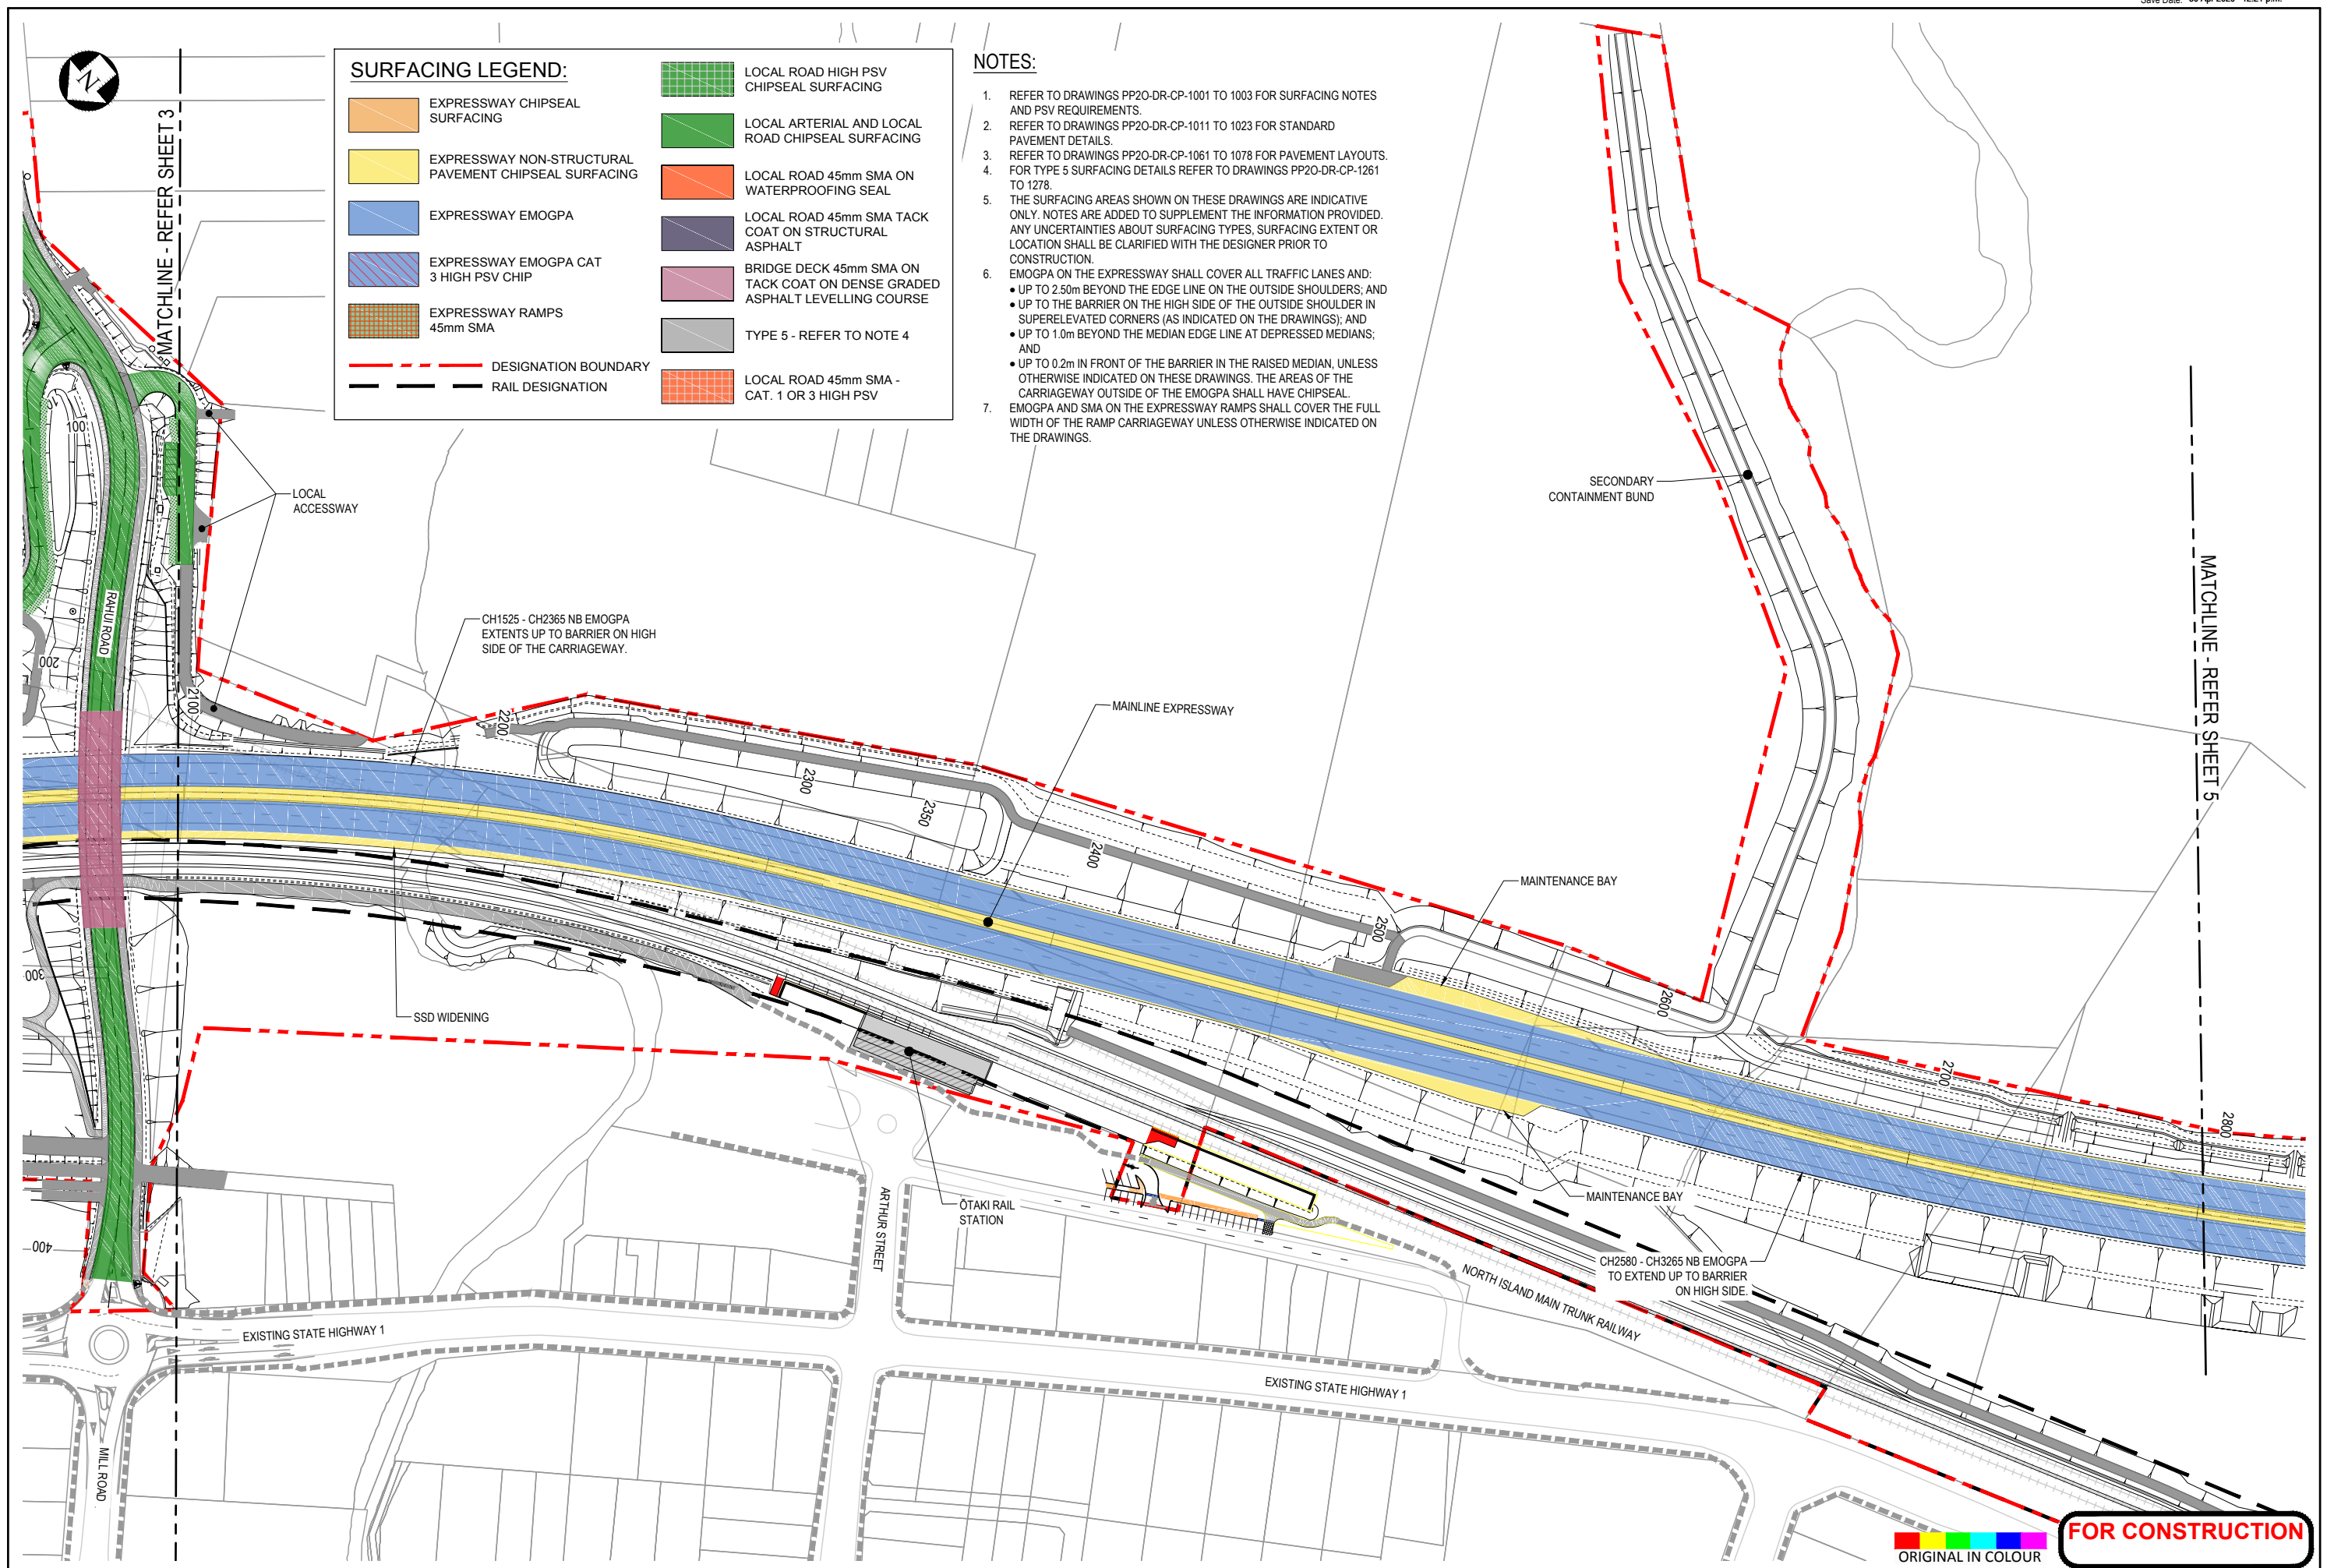 SURFACING LEGEND:
EXPRESSWAY CHIPSEAL
SURFACING
EXPRESSWAY NON-STRUCTURAL
PAVEMENT CHIPSEAL SURFACING
EXPRESSWAY EMOGPA
EXPRESSWAY EMOGPA CAT
3 HIGH PSV CHIP
EXPRESSWAY RAMPS
45mm SMA
DESIGNATION BOUNDARY
RAIL DESIGNATION
LOCAL ROAD HIGH PSV
CHIPSEAL SURFACING
LOCAL ARTERIAL AND LOCAL
ROAD CHIPSEAL SURFACING
LOCAL ROAD 45mm SMA ON
WATERPROOFING SEAL
LOCAL ROAD 45mm SMA TACK
COAT ON STRUCTURAL
ASPHALT
BRIDGE DECK 45mm SMA ON
TACK COAT ON DENSE GRADED
ASPHALT LEVELLING COURSE
TYPE 5 - REFER TO NOTE 4
LOCAL ROAD 45mm SMA -
CAT. 1 OR 3 HIGH PSV
NOTES:
1. REFER TO DRAWINGS PP2O-DR-CP-1001 TO 1003 FOR SURFACING NOTES
AND PSV REQUIREMENTS.
2. REFER TO DRAWINGS PP2O-DR-CP-1011 TO 1023 FOR STANDARD
PAVEMENT DETAILS.
3. REFER TO DRAWINGS PP2O-DR-CP-1061 TO 1078 FOR PAVEMENT LAYOUTS.
4. FOR TYPE 5 SURFACING DETAILS REFER TO DRAWINGS PP2O-DR-CP-1261
TO 1278.
5. THE SURFACING AREAS SHOWN ON THESE DRAWINGS ARE INDICATIVE
ONLY. NOTES ARE ADDED TO SUPPLEMENT THE INFORMATION PROVIDED.
ANY UNCERTAINTIES ABOUT SURFACING TYPES, SURFACING EXTENT OR
LOCATION SHALL BE CLARIFIED WITH THE DESIGNER PRIOR TO
CONSTRUCTION.
6. EMOGPA ON THE EXPRESSWAY SHALL COVER ALL TRAFFIC LANES AND:
• UP TO 2.50m BEYOND THE EDGE LINE ON THE OUTSIDE SHOULDERS; AND
• UP TO THE BARRIER ON THE HIGH SIDE OF THE OUTSIDE SHOULDER IN
SUPERELEVATED CORNERS (AS INDICATED ON THE DRAWINGS); AND
• UP TO 1.0m BEYOND THE MEDIAN EDGE LINE AT DEPRESSED MEDIANS;
AND
• UP TO 0.2m IN FRONT OF THE BARRIER IN THE RAISED MEDIAN, UNLESS
OTHERWISE INDICATED ON THESE DRAWINGS. THE AREAS OF THE
CARRIAGEWAY OUTSIDE OF THE EMOGPA SHALL HAVE CHIPSEAL.
7. EMOGPA AND SMA ON THE EXPRESSWAY RAMPS SHALL COVER THE FULL
WIDTH OF THE RAMP CARRIAGEWAY UNLESS OTHERWISE INDICATED ON
THE DRAWINGS.
N
MATCHLINE - REFER SHEET 3
MATCHLINE - REFER SHEET 5
100
200
300
400
RAHUI ROAD
LOCAL
ACCESSWAY
SECONDARY
CONTAINMENT BUND
CH1525 - CH2365 NB EMOGPA
EXTENTS UP TO BARRIER ON HIGH
SIDE OF THE CARRIAGEWAY.
MAINLINE EXPRESSWAY
2100
2200
2300
2350
2400
2500
2600
2700
2800
MAINTENANCE BAY
SSD WIDENING
MAINTENANCE BAY
ŌTAKI RAIL
STATION
ARTHUR STREET
CH2580 - CH3265 NB EMOGPA
TO EXTEND UP TO BARRIER
ON HIGH SIDE.
NORTH ISLAND MAIN TRUNK RAILWAY
EXISTING STATE HIGHWAY 1
EXISTING STATE HIGHWAY 1
MILL ROAD
ORIGINAL IN COLOUR
FOR CONSTRUCTION